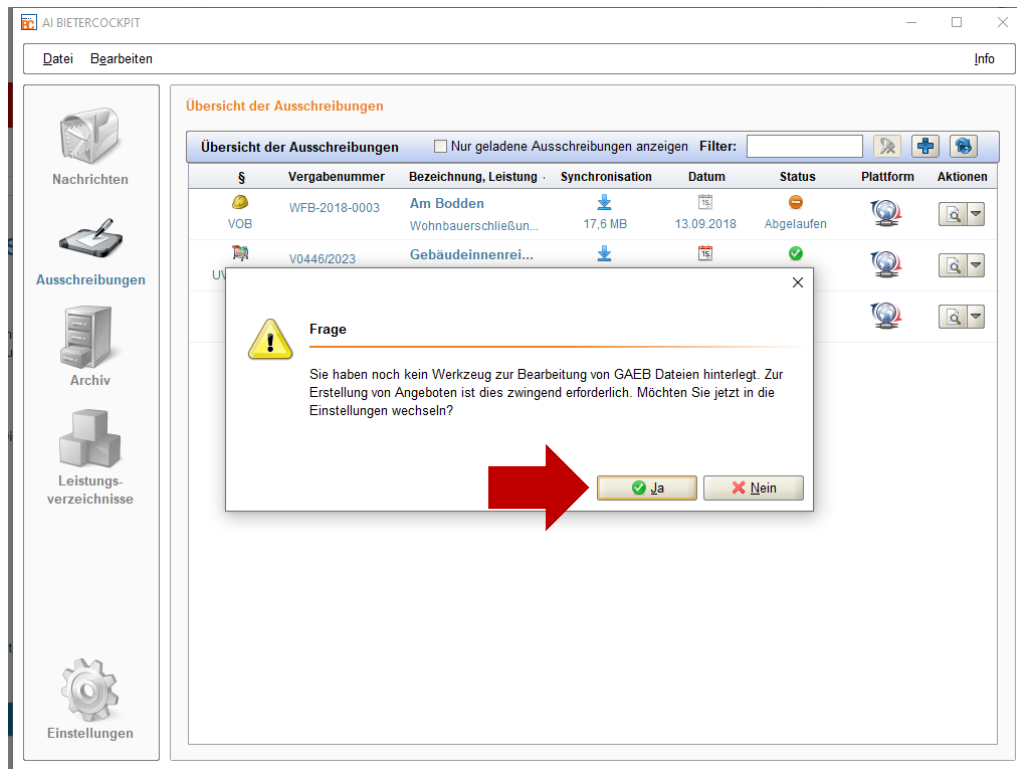 AI BIETERCOCKPIT
Datei Bearbeiten Info
Nachrichten
Ausschreibungen
Archiv
Leistungs-
verzeichnisse
Einstellungen
Übersicht der Ausschreibungen
Übersicht der Ausschreibungen Nur geladene Ausschreibungen anzeigen Filter:
§ Vergabenummer Bezeichnung, Leistung Synchronisation Datum Status Plattform Aktionen
WFB-2018-0003 Am Bodden
VOB Wohnbauerschließun... 17,6 MB 13.09.2018 Abgelaufen
V0446/2023 Gebäudeinnenrei...
Frage
Sie haben noch kein Werkzeug zur Bearbeitung von GAEB Dateien hinterlegt. Zur
Erstellung von Angeboten ist dies zwingend erforderlich. Möchten Sie jetzt in die
Einstellungen wechseln?
Ja Nein